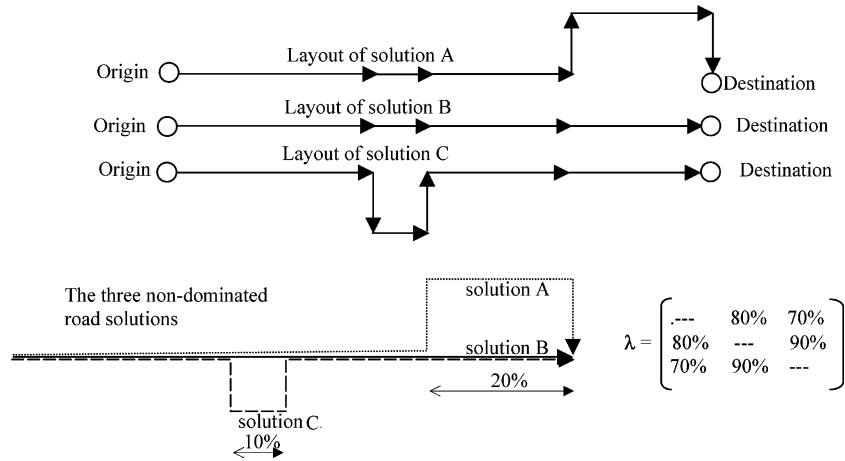 Layout of solution A
Origin
Destination
Layout of solution B
Origin
Destination
Layout of solution C
Origin
Destination
The three non-dominated
road solutions
solution A
solution B
20%
solution C.
10%
λ =
.--- 80% 70%
80% --- 90%
70% 90% ---